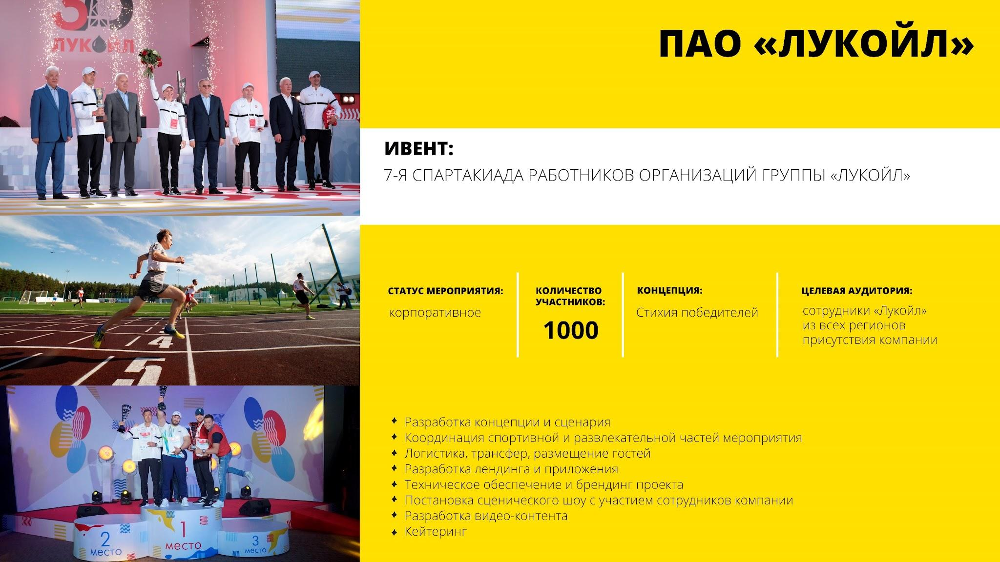 30
ЛУКОЙЛ
ПАО «ЛУКОЙЛ»
ИВЕНТ:
7-Я СПАРТАКИАДА РАБОТНИКОВ ОРГАНИЗАЦИЙ ГРУППЫ «ЛУКОЙЛ»
СТАТУС МЕРОПРИЯТИЯ:
корпоративное
КОЛИЧЕСТВО
УЧАСТНИКОВ:
1000
КОНЦЕПЦИЯ:
Стихия победителей
ЦЕЛЕВАЯ АУДИТОРИЯ:
сотрудники «Лукойл»
из всех регионов
присутствия компании
4
5
Разработка концепции и сценария
Координация спортивной и развлекательной частей мероприятия
Логистика, трансфер, размещение гостей
Разработка лендинга и приложения
Техническое обеспечение и брендинг проекта
Постановка сценического шоу с участием сотрудников компании
Разработка видео-контента
Кейтеринг
2
место
1
место
3
место